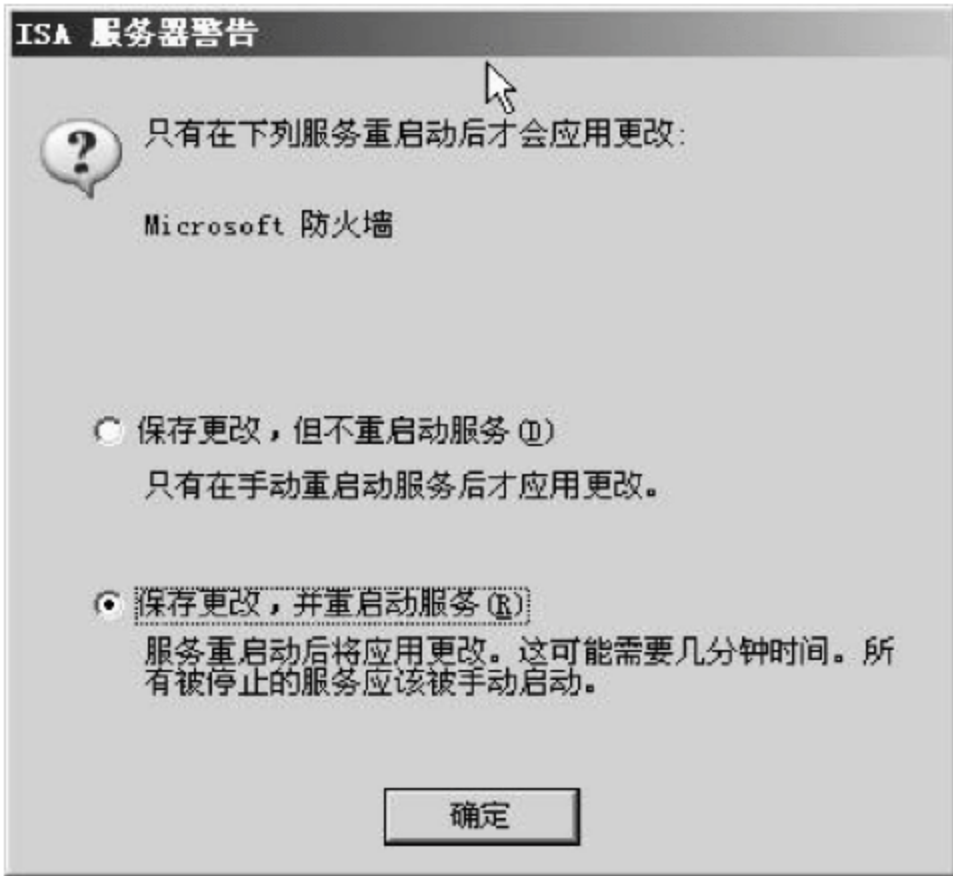 ISA 服务器警告
只有在下列服务重启动后才会应用更改:
Microsoft 防火墙
保存更改，但不重启动服务(D)
只有在手动重启动服务后才应用更改。
保存更改，并重启动服务(R)
服务重启动后将应用更改。这可能需要几分钟时间。所
有被停止的服务应该被手动启动。
确定